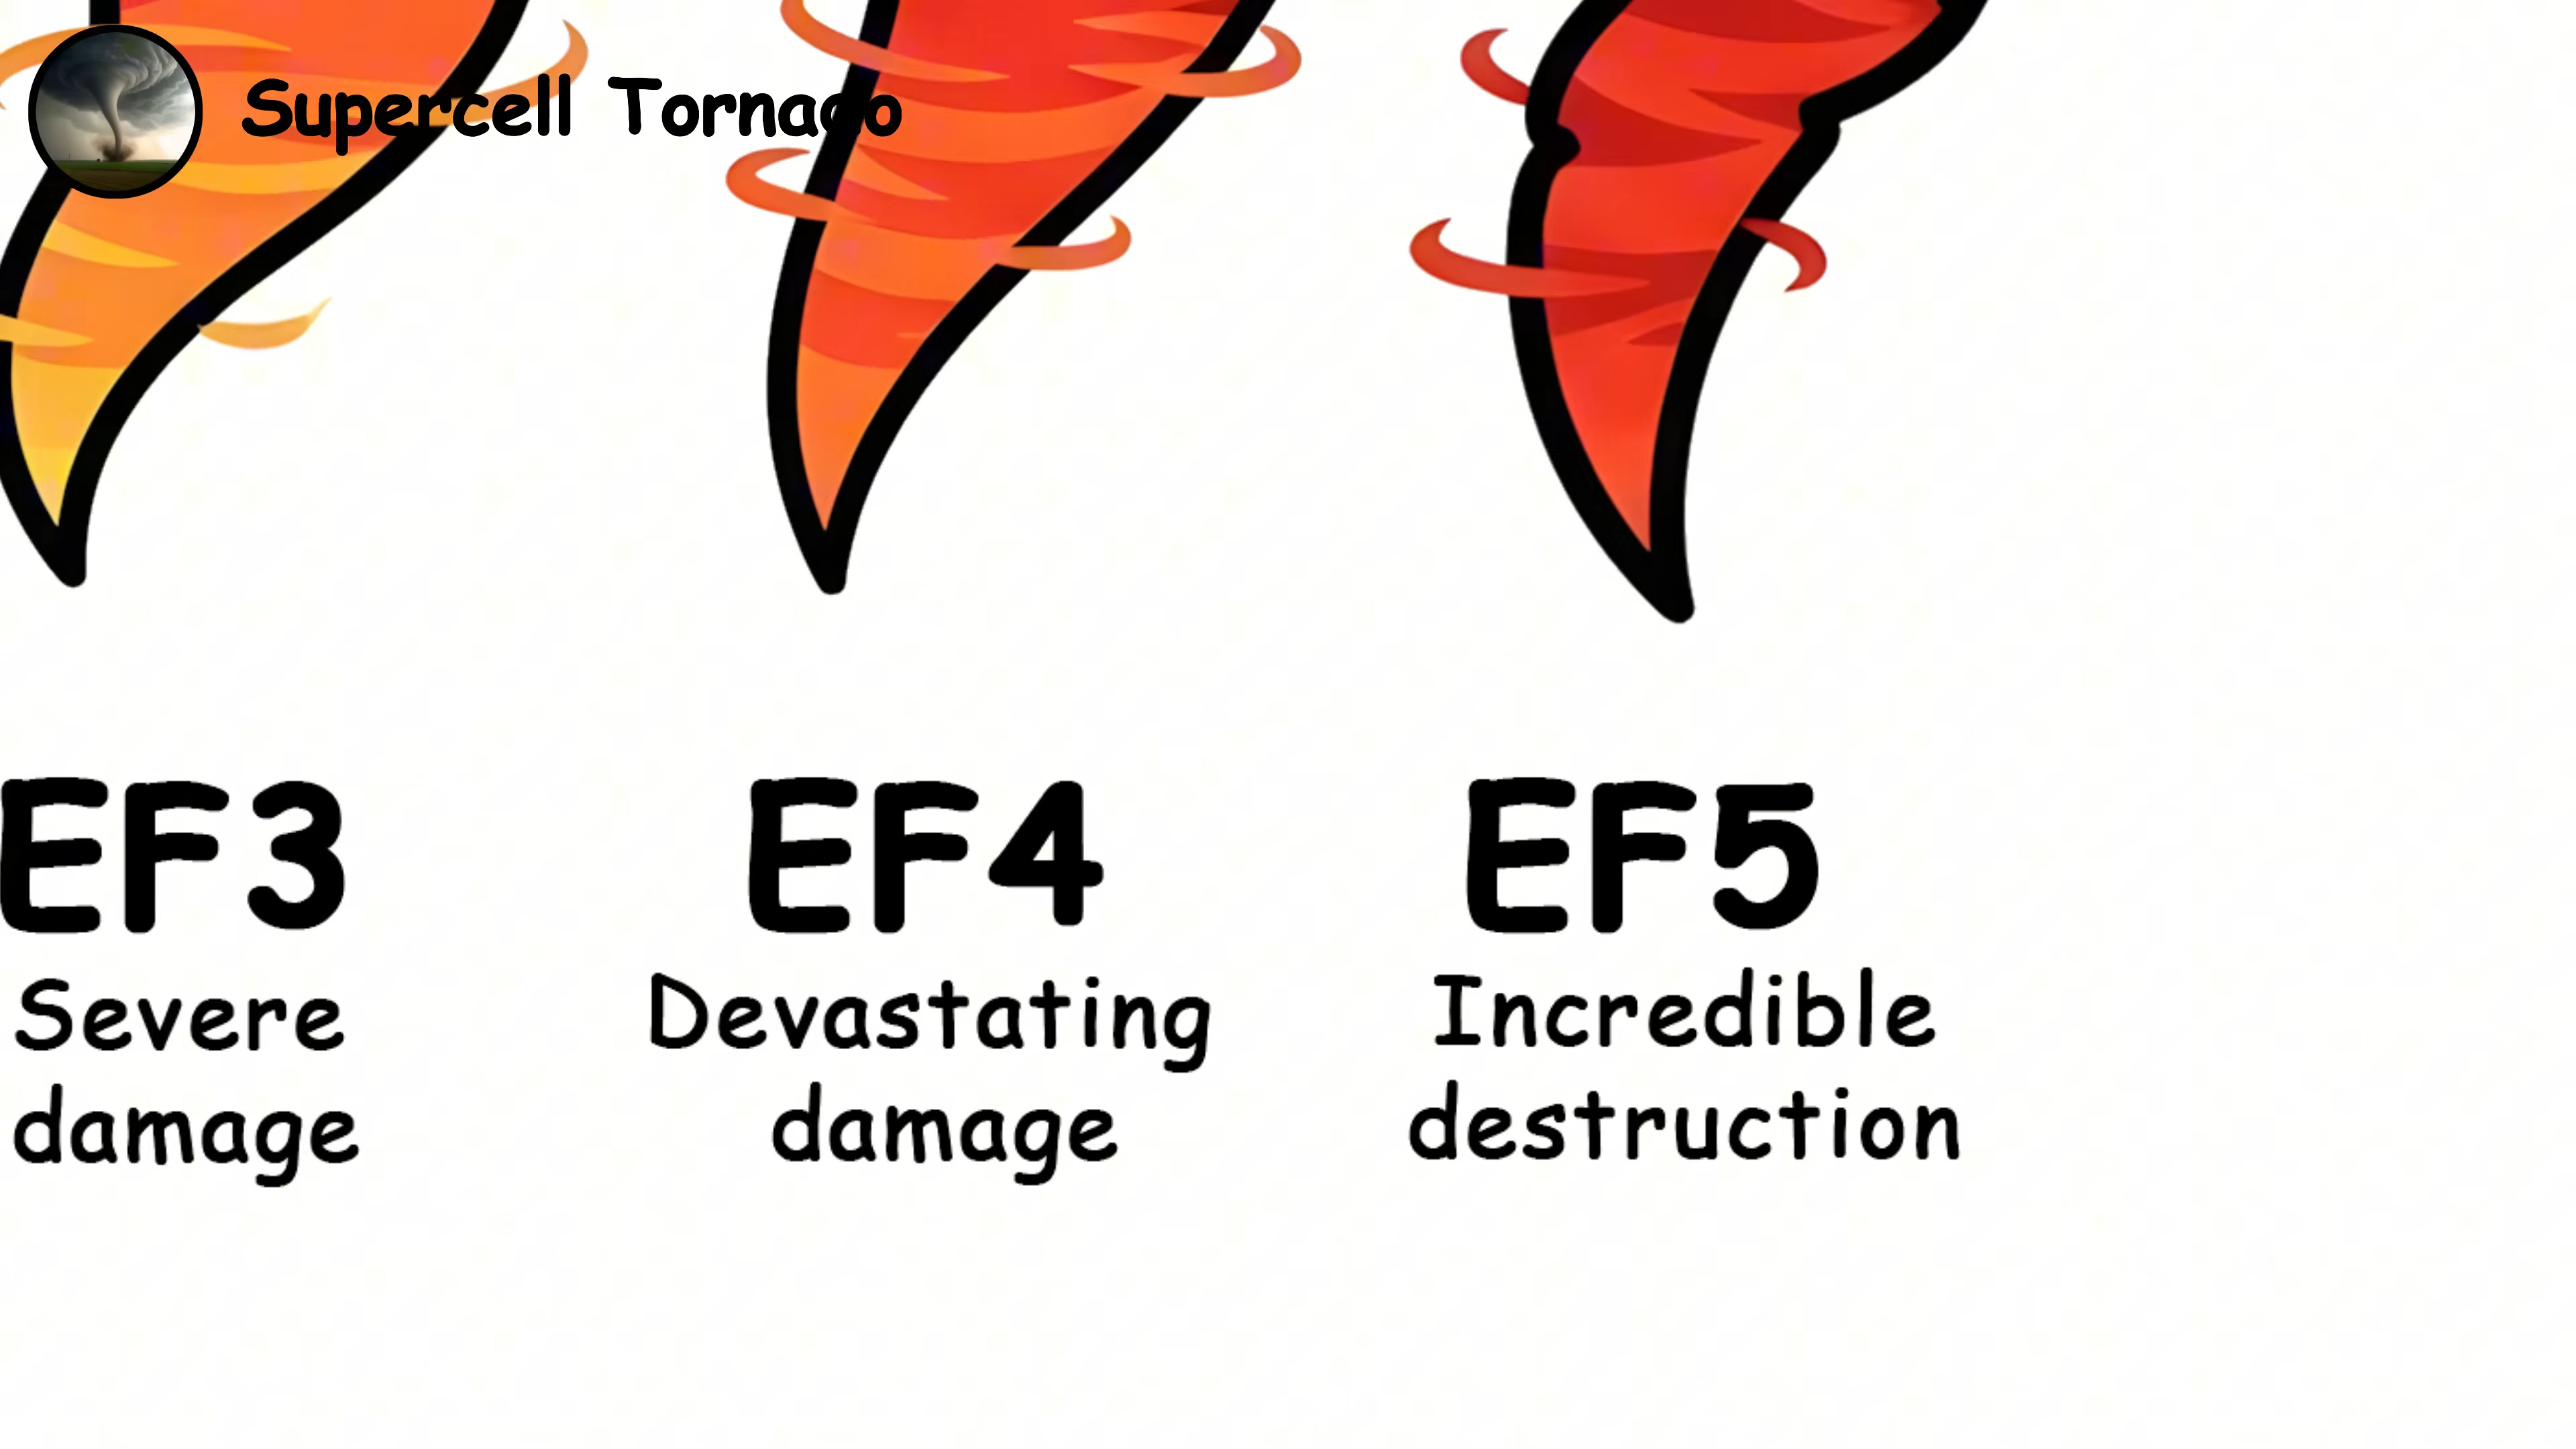 Supercell Tornado
EF3
Severe
damage
EF4
Devastating
damage
EF5
Incredible
destruction